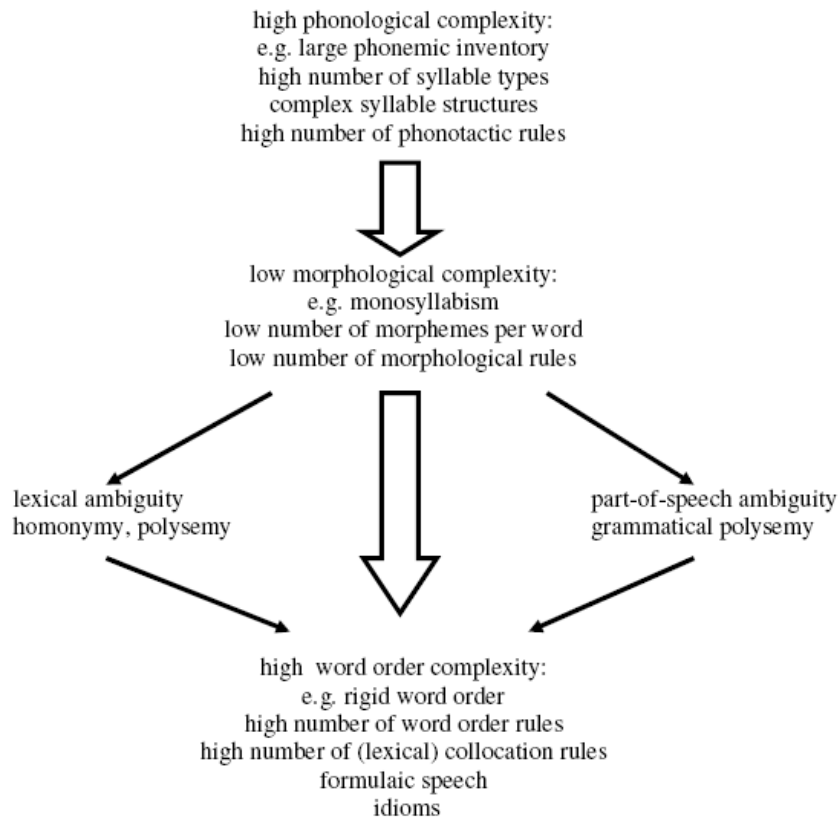 high phonological complexity:
e.g. large phonemic inventory
high number of syllable types
complex syllable structures
high number of phonotactic rules
low morphological complexity:
e.g. monosyllabism
low number of morphemes per word
low number of morphological rules
lexical ambiguity
homonymy, polysemy
part-of-speech ambiguity
grammatical polysemy
high word order complexity:
e.g. rigid word order
high number of word order rules
high number of (lexical) collocation rules
formulaic speech
idioms